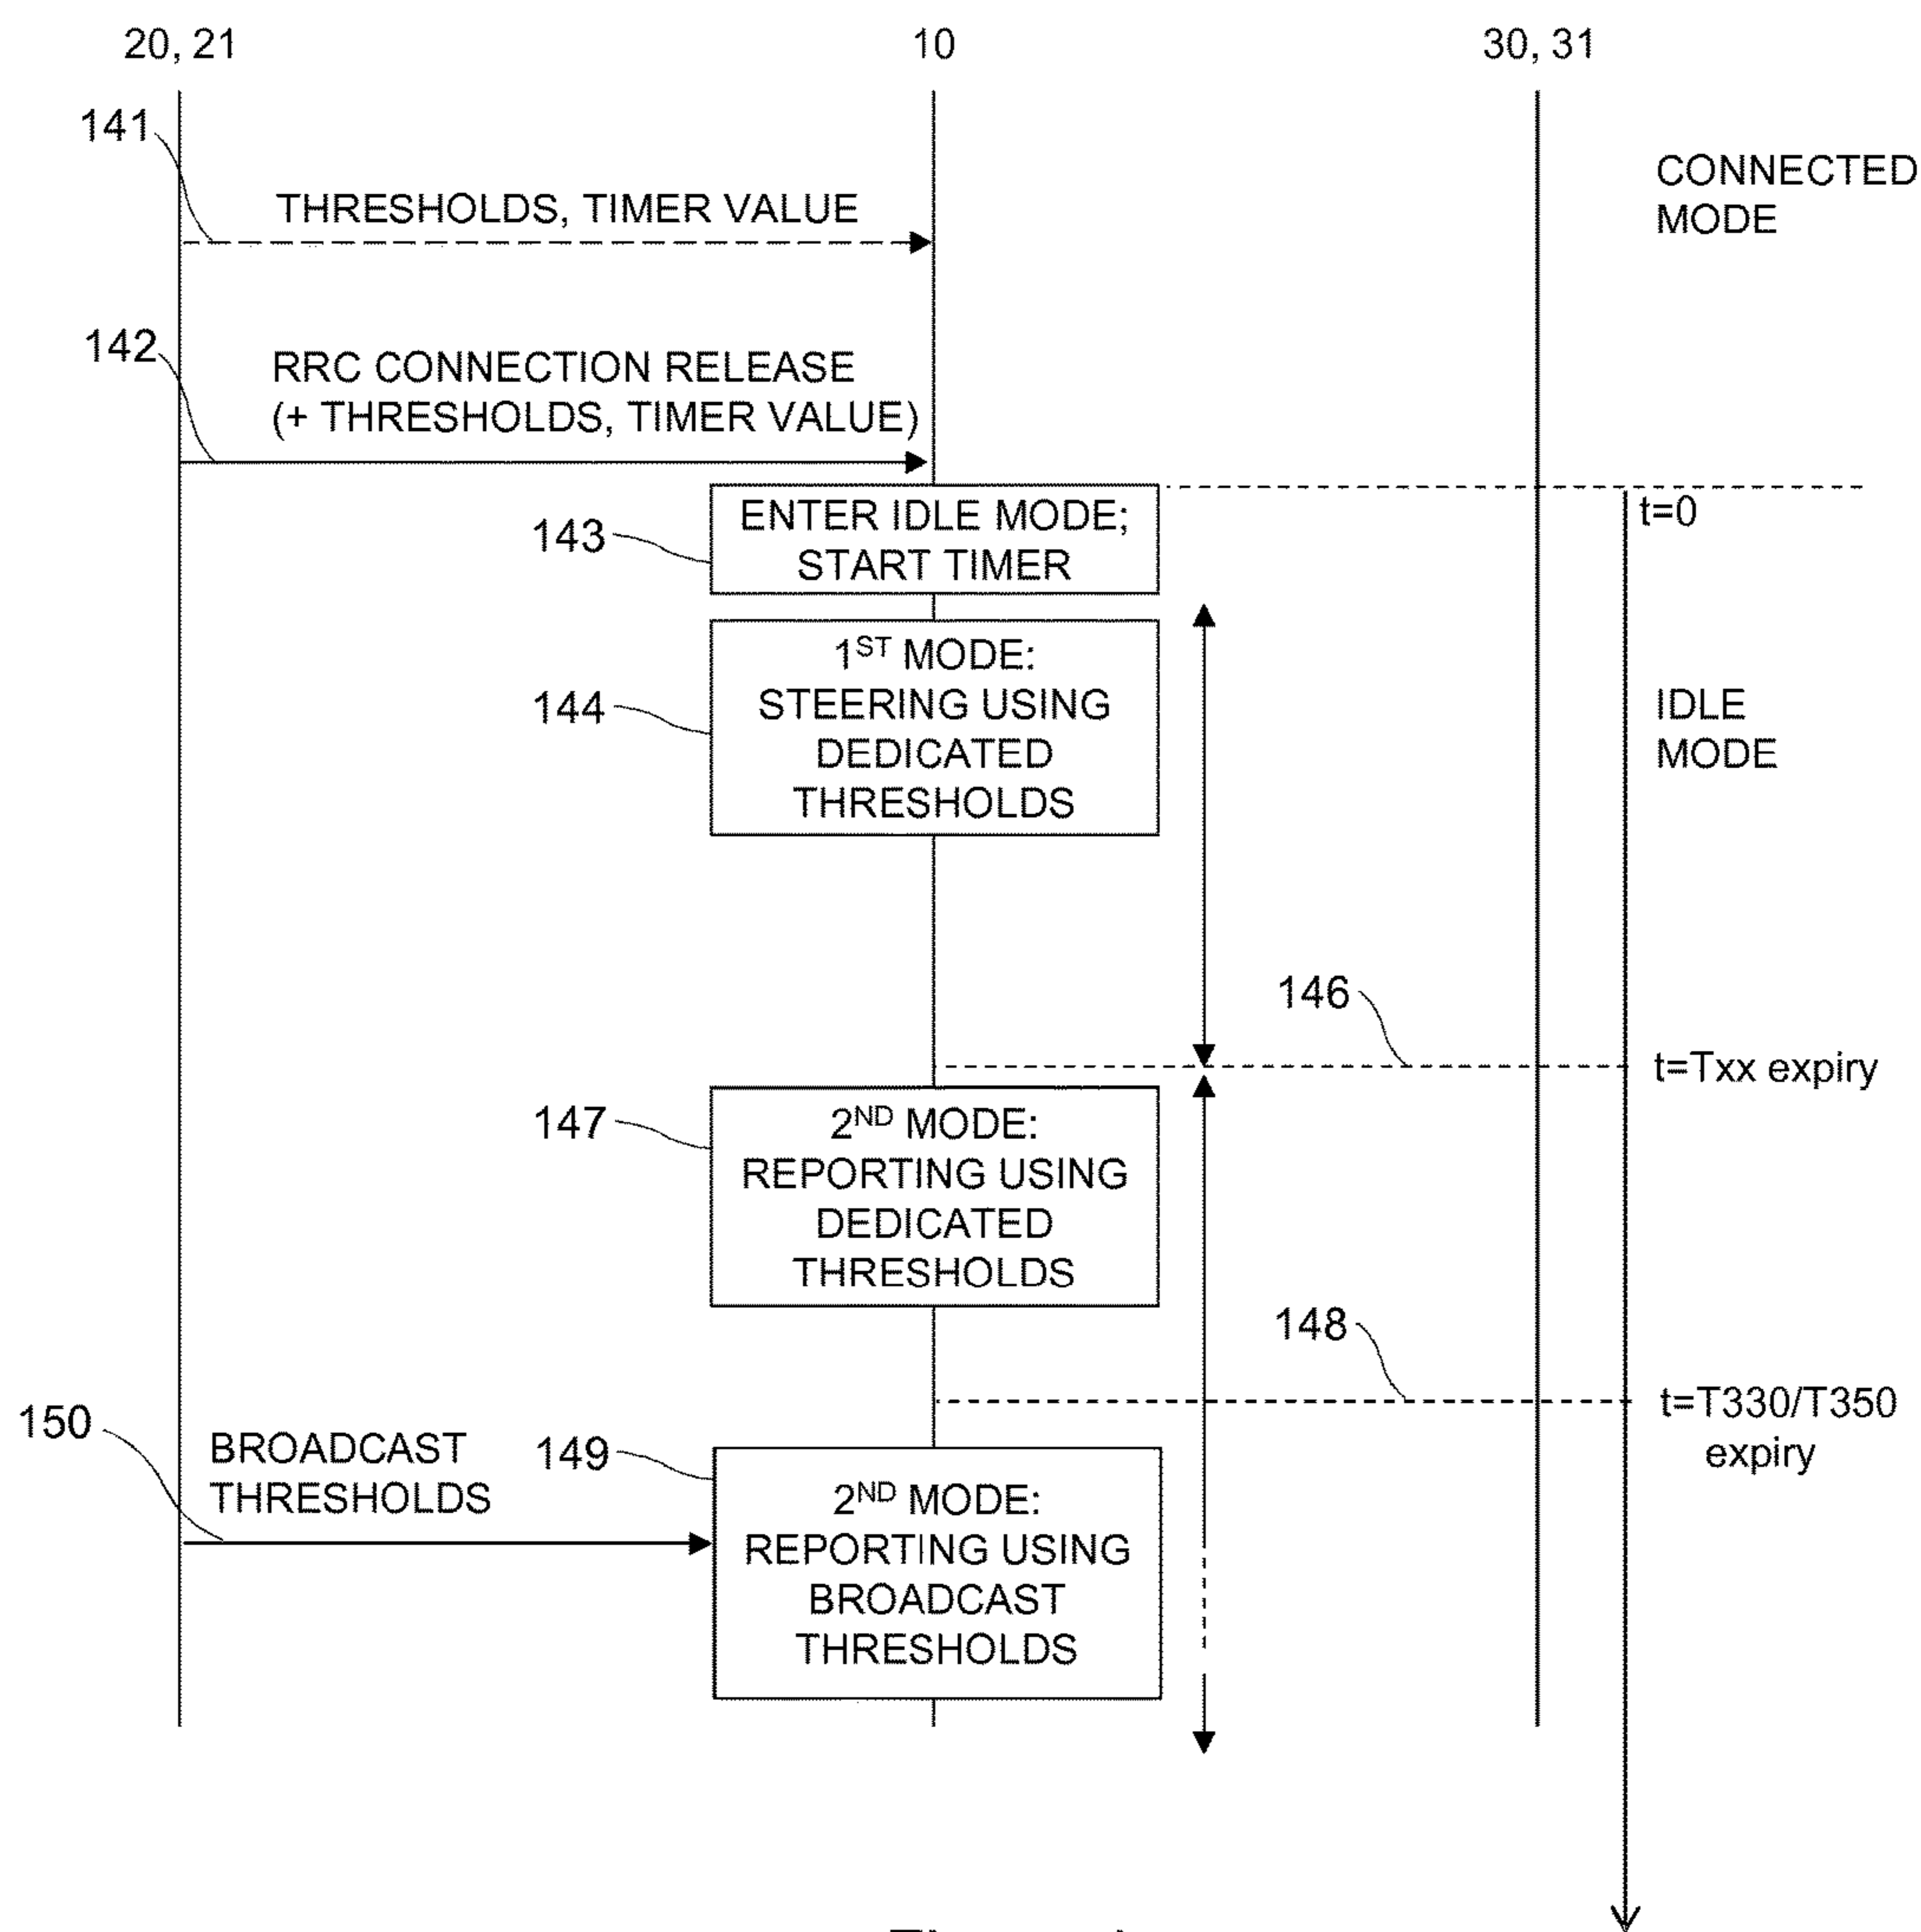 20, 21
10
30, 31
141
THRESHOLDS, TIMER VALUE
CONNECTED
MODE
142
RRC CONNECTION RELEASE
(+ THRESHOLDS, TIMER VALUE)
143
ENTER IDLE MODE;
START TIMER
t=0
144
1ST MODE:
STEERING USING
DEDICATED
THRESHOLDS
IDLE
MODE
146
t=Txx expiry
147
2ND MODE:
REPORTING USING
DEDICATED
THRESHOLDS
148
t=T330/T350
expiry
150
BROADCAST
THRESHOLDS
149
2ND MODE:
REPORTING USING
BROADCAST
THRESHOLDS